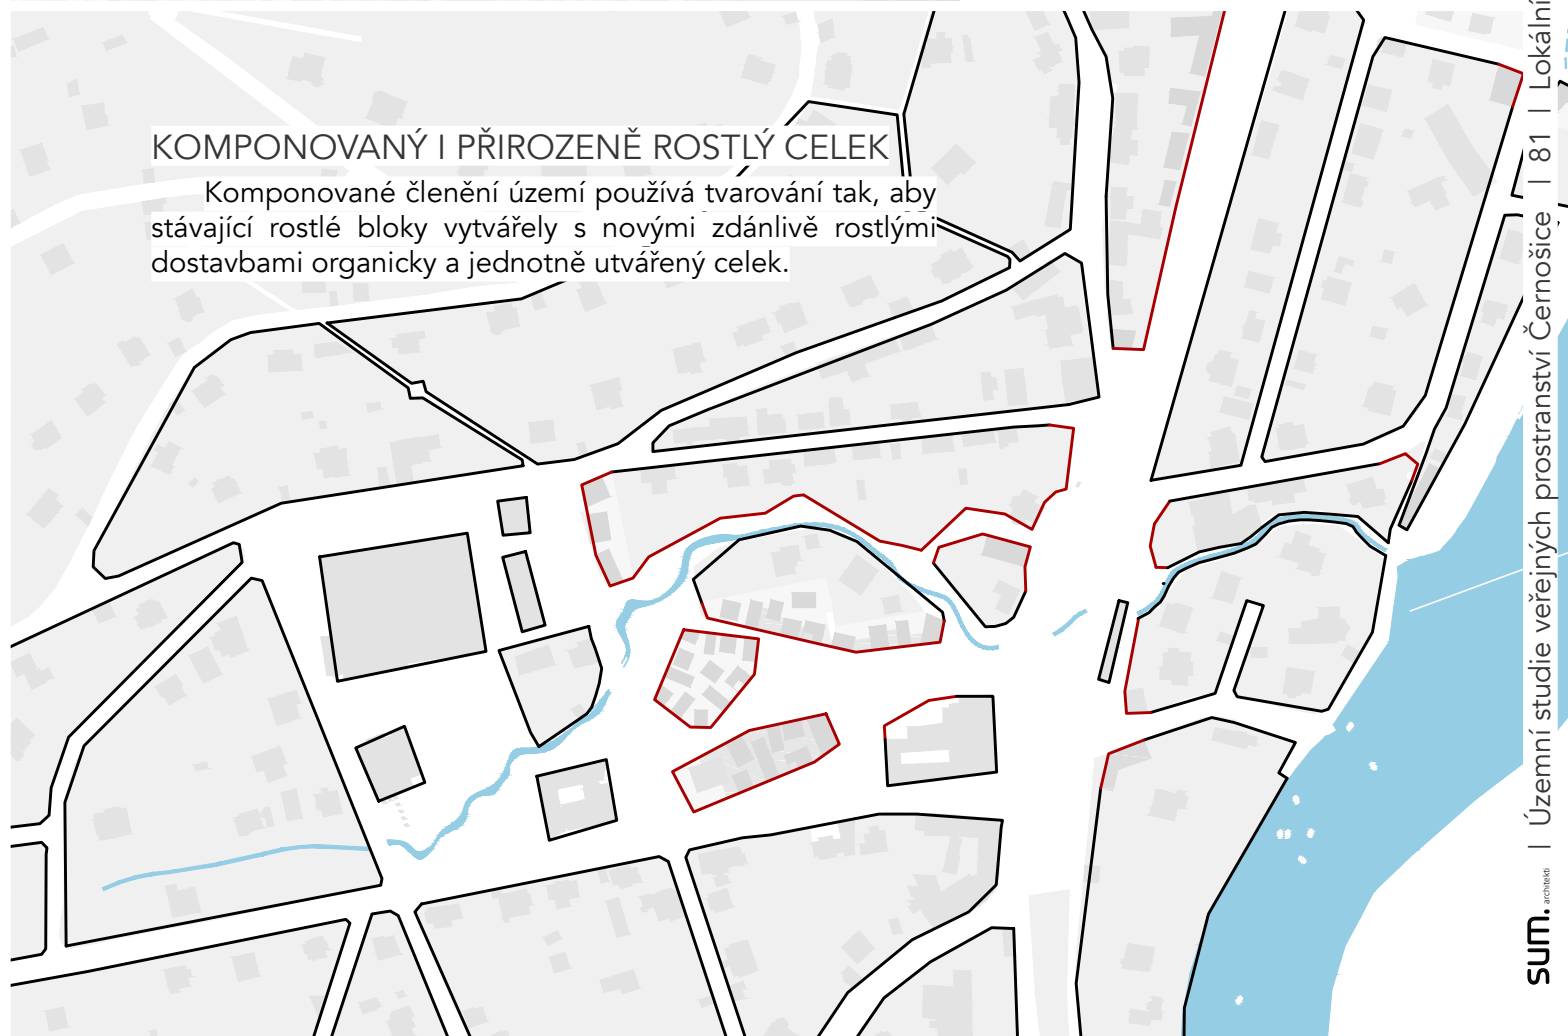 KOMPONOVANÝ I PŘIROZENĚ ROSTLÝ CELEK
Komponované členění území používá tvarování tak, aby
stávající rostlé bloky vytvářely s novými zdánlivě rostlými
dostavbami organicky a jednotně utvářený celek.
sum. architekti | Územní studie veřejných prostranství Černošice | 81 | Lokální